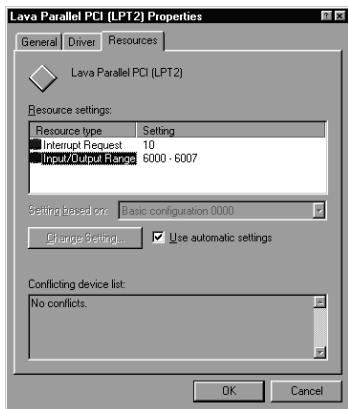 Lava Parallel PCI (LPT2) Properties
General Driver Resources
Lava Parallel PCI (LPT2)
Resource settings:
Resource type Setting
Interrupt Request 10
Input/Output Range 6000 - 6007
Setting based on: Basic configuration 0000
Change Setting... Use automatic settings
Conflicting device list:
No conflicts.
OK Cancel